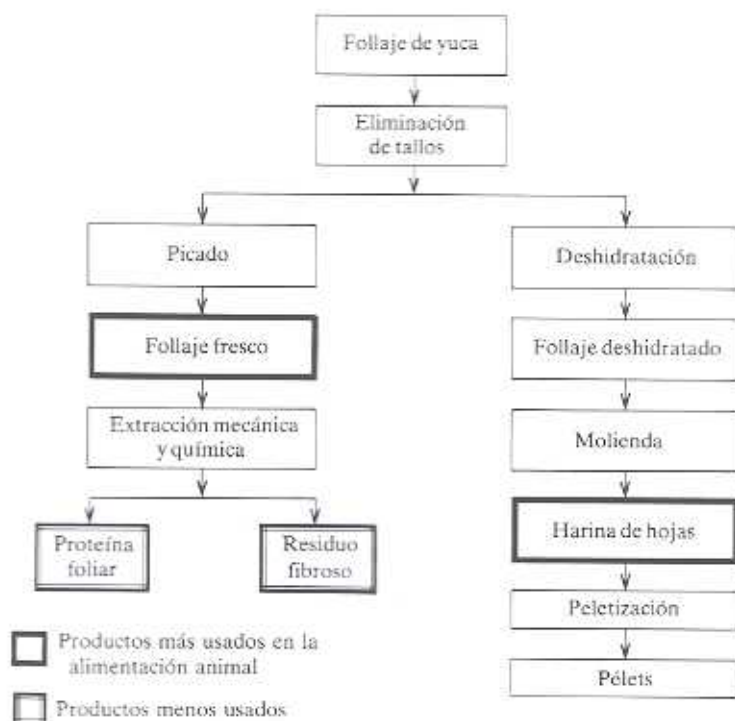 Follaje de yuca
Eliminación
de tallos
Picado
Follaje fresco
Extracción mecánica
y química
Proteína
foliar
Residuo
fibroso
Deshidratación
Follaje deshidratado
Molienda
Harina de hojas
Peletización
Pélets
Productos más usados en la
alimentación animal
Productos menos usados